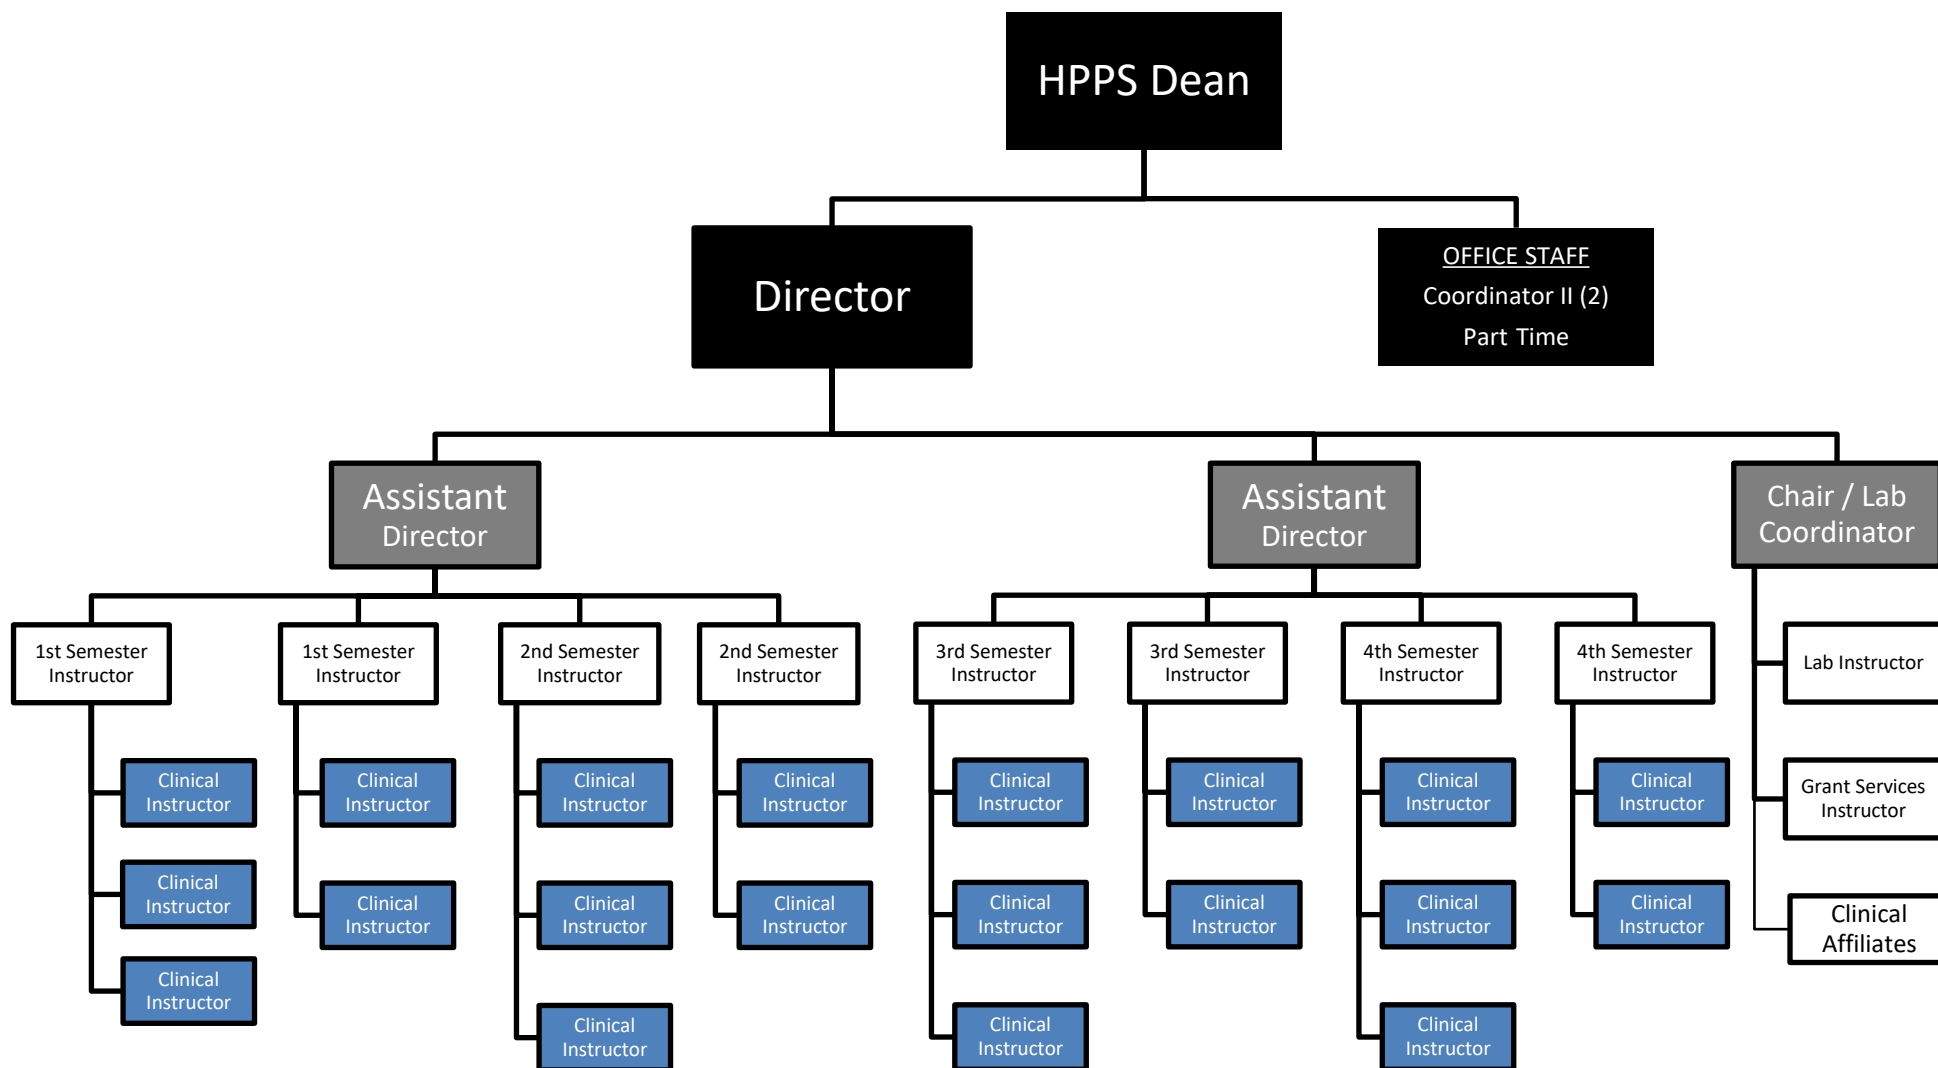 HPPS Dean
Director
OFFICE STAFF
Coordinator II (2)
Part Time
Assistant
Director
Assistant
Director
Chair / Lab
Coordinator
1st Semester
Instructor
1st Semester
Instructor
2nd Semester
Instructor
2nd Semester
Instructor
3rd Semester
Instructor
3rd Semester
Instructor
4th Semester
Instructor
4th Semester
Instructor
Lab Instructor
Clinical
Instructor
Clinical
Instructor
Clinical
Instructor
Clinical
Instructor
Clinical
Instructor
Clinical
Instructor
Clinical
Instructor
Clinical
Instructor
Grant Services
Instructor
Clinical
Instructor
Clinical
Instructor
Clinical
Instructor
Clinical
Instructor
Clinical
Instructor
Clinical
Instructor
Clinical
Instructor
Clinical
Instructor
Clinical
Affiliates
Clinical
Instructor
Clinical
Instructor
Clinical
Instructor
Clinical
Instructor